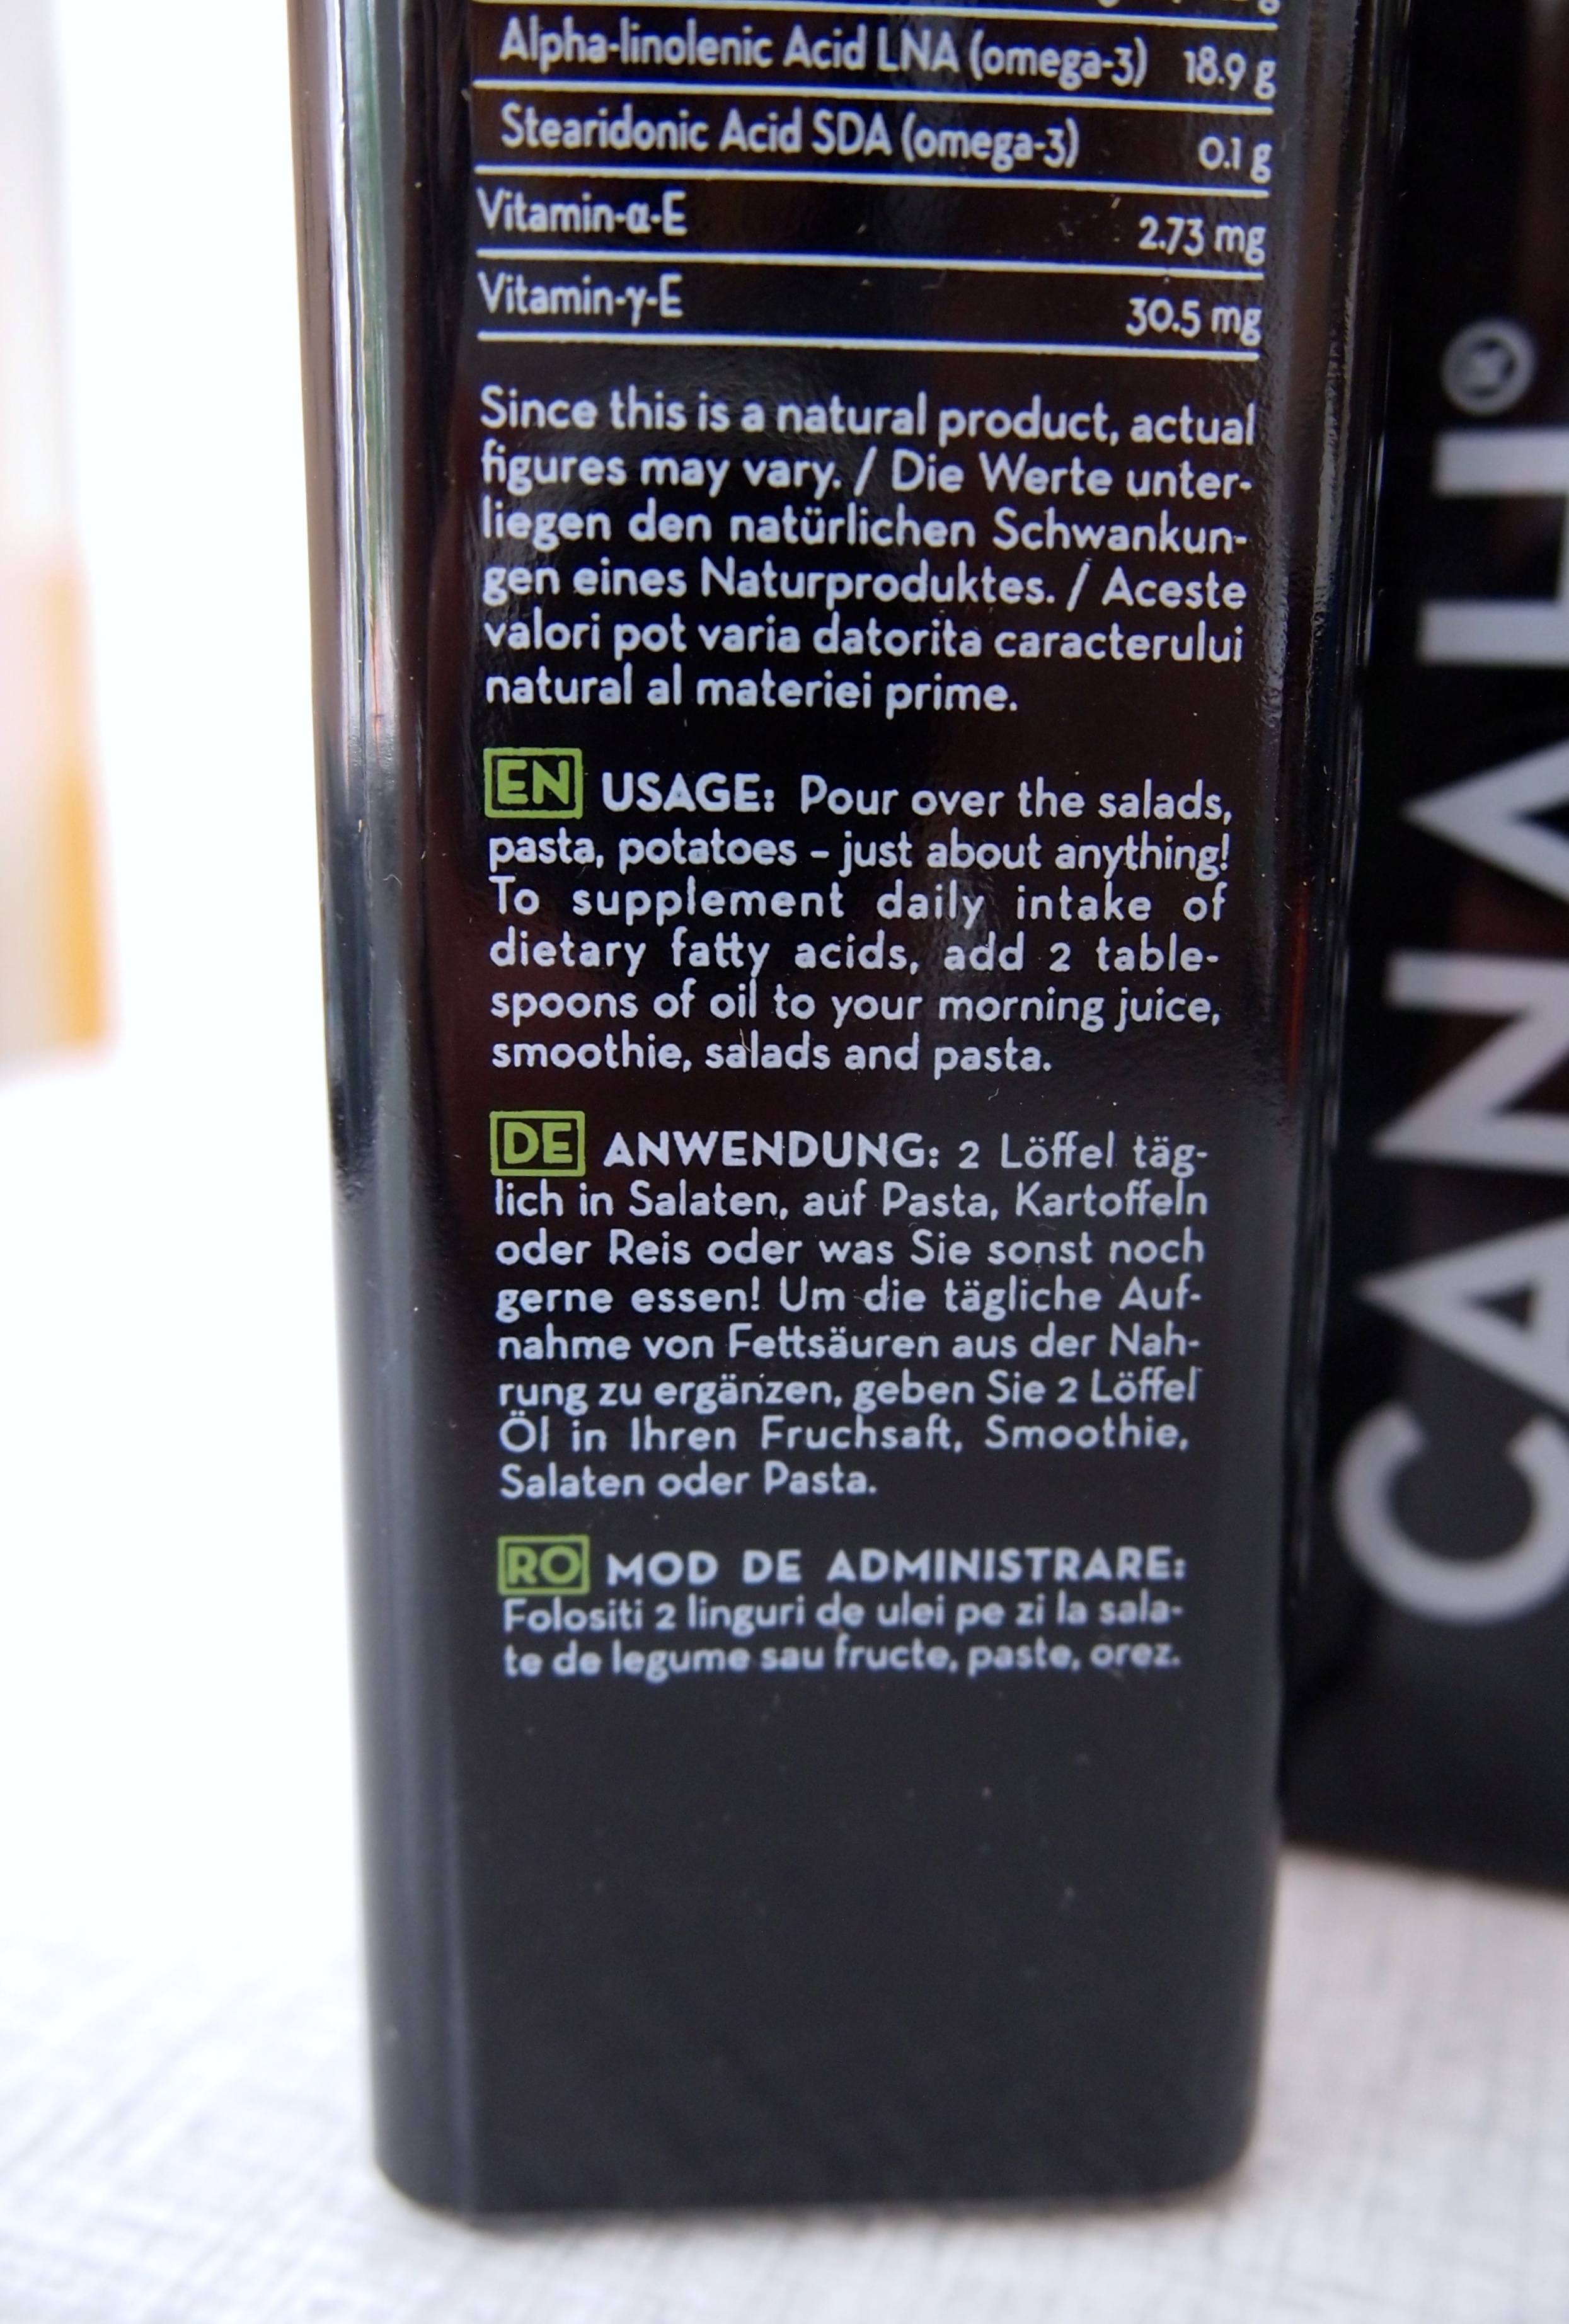 Alpha-linolenic Acid LNA (omega-3) 18.9 g
Stearidonic Acid SDA (omega-3) 0.1 g
Vitamin-α-E 2.73 mg
Vitamin-γ-E 30.5 mg
Since this is a natural product, actual
figures may vary. / Die Werte unter-
liegen den natürlichen Schwankun-
gen eines Naturproduktes. / Aceste
valori pot varia datorita caracterului
natural al materiei prime.
EN USAGE: Pour over the salads,
pasta, potatoes – just about anything!
To supplement daily intake of
dietary fatty acids, add 2 table-
spoons of oil to your morning juice,
smoothie, salads and pasta.
DE ANWENDUNG: 2 Löffel täg-
lich in Salaten, auf Pasta, Kartoffeln
oder Reis oder was Sie sonst noch
gerne essen! Um die tägliche Auf-
nahme von Fettsäuren aus der Nah-
rung zu ergänzen, geben Sie 2 Löffel
Öl in Ihren Fruchsaft, Smoothie,
Salaten oder Pasta.
RO MOD DE ADMINISTRARE:
Folositi 2 linguri de ulei pe zi la sala-
te de legume sau fructe, paste, orez.
CANAH®